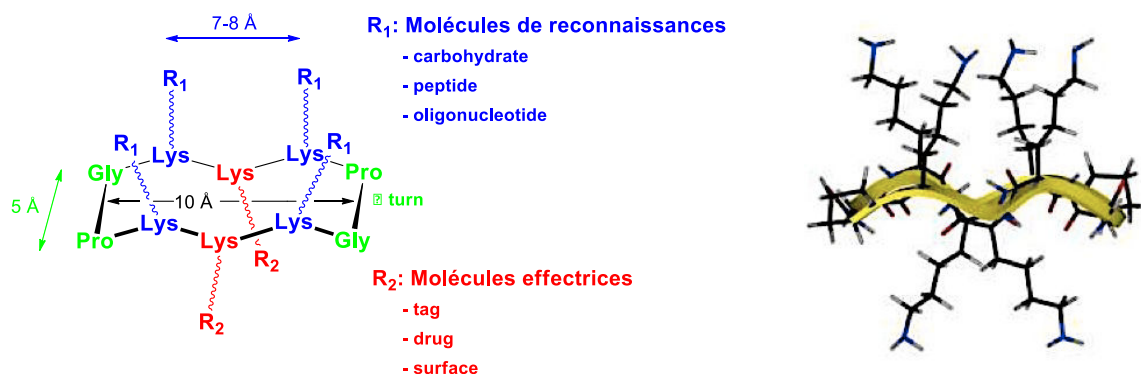 7-8 Å
R1: Molécules de reconnaissances
- carbohydrate
- peptide
- oligonucleotide
R1 R1
R1 R1
Lys Lys
Gly Lys Pro
5 Å 10 Å turn
Pro Lys Lys Lys Gly
R2
R2
R2: Molécules effectrices
- tag
- drug
- surface